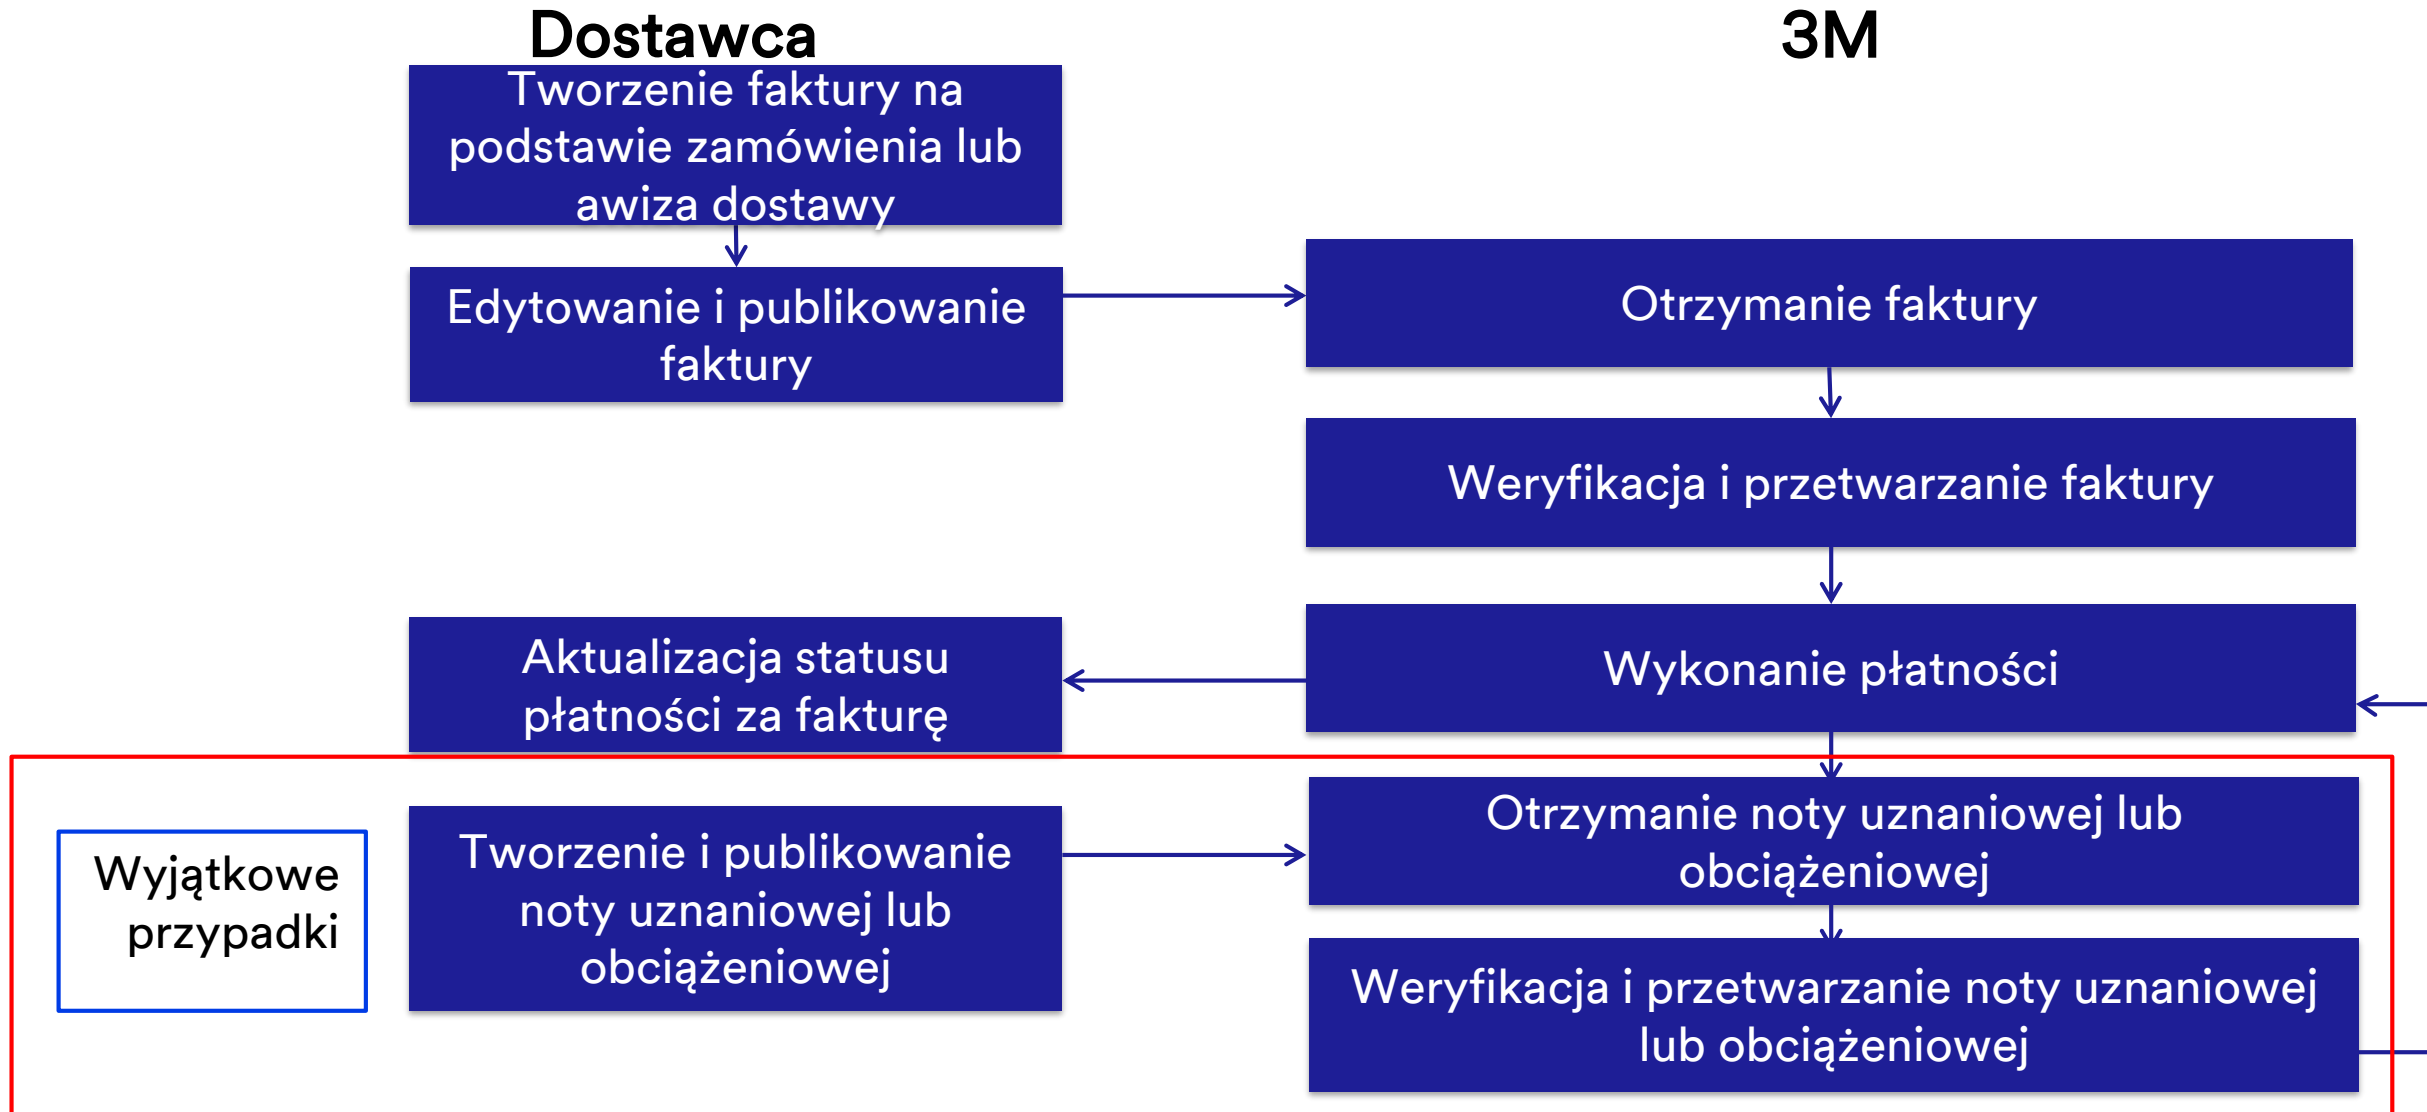 Dostawca
3M
Tworzenie faktury na
podstawie zamówienia lub
awiza dostawy
Edytowanie i publikowanie
faktury
Otrzymanie faktury
Weryfikacja i przetwarzanie faktury
Aktualizacja statusu
płatności za fakturę
Wykonanie płatności
Wyjątkowe
przypadki
Tworzenie i publikowanie
noty uznaniowej lub
obciążeniowej
Otrzymanie noty uznaniowej lub
obciążeniowej
Weryfikacja i przetwarzanie noty uznaniowej
lub obciążeniowej